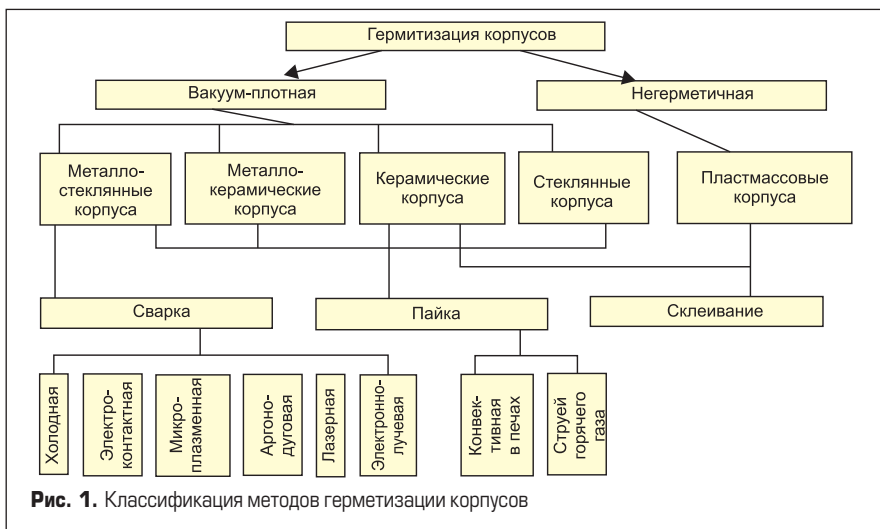 Гермитизация корпусов
Вакуум-плотная
Негерметичная
Металло-
стеклянные
корпуса
Металло-
керамические
корпуса
Керамические
корпуса
Стеклянные
корпуса
Пластмассовые
корпуса
Сварка
Пайка
Склеивание
Холодная
Электро-
контактная
Микро-
плазменная
Аргоно-
дуговая
Лазерная
Электронно-
лучевая
Конвек-
тивная
в печах
Струей
горячего
газа
Рис. 1. Классификация методов герметизации корпусов